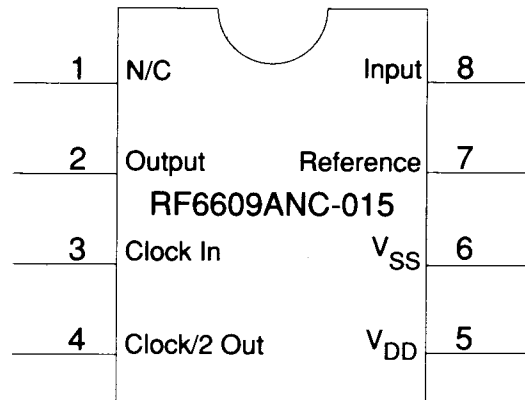 1 N/C Input 8
2 Output Reference 7
RF6609ANC-015
3 Clock In VSS 6
4 Clock/2 Out VDD 5